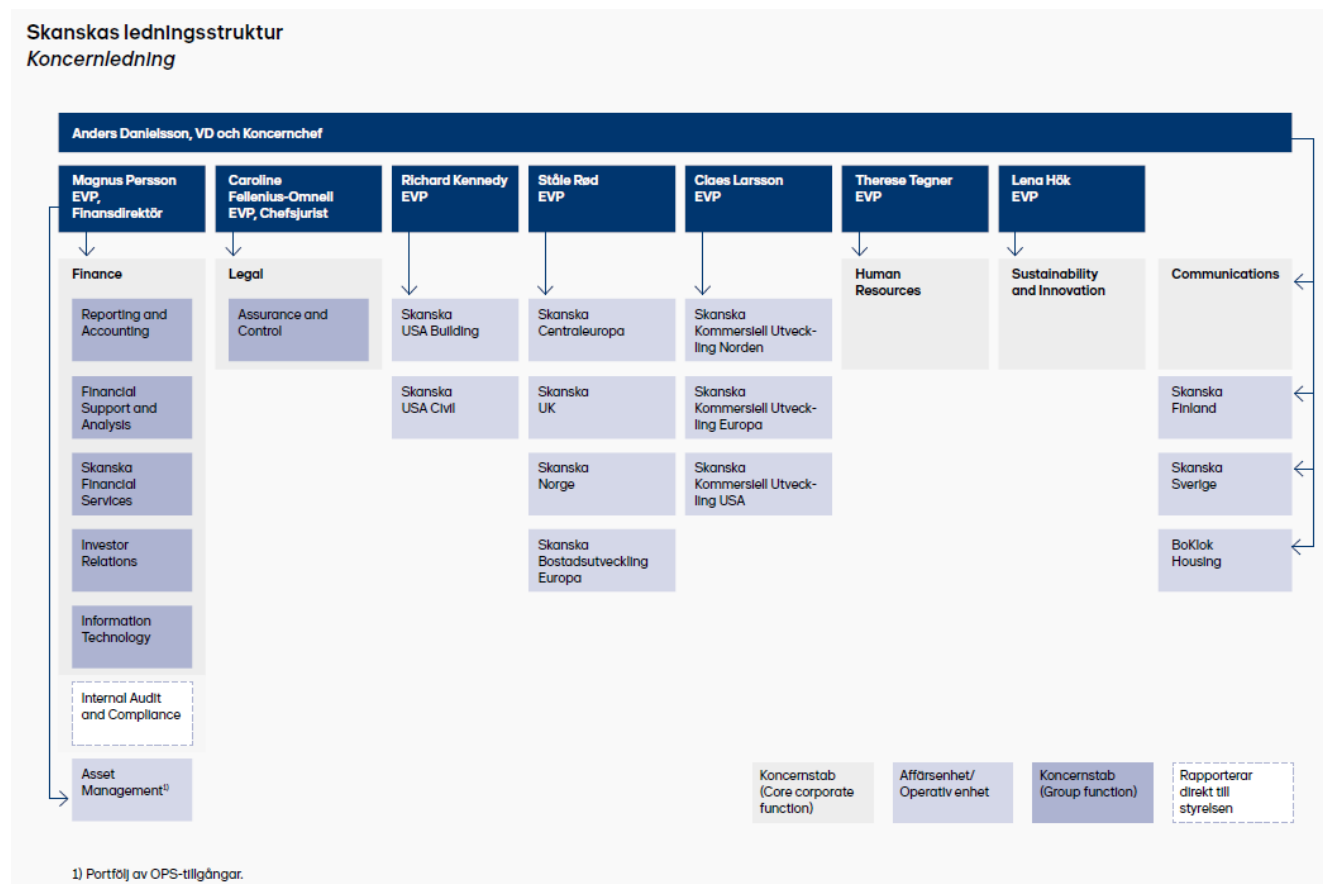 Skanskas ledningsstruktur
Koncernledning
Anders Danielsson, VD och Koncernchef
Magnus Persson
EVP,
Finansdirektör
Caroline
Fellenius-Omnell
EVP, Chefsjurist
Richard Kennedy
EVP
Ståle Rød
EVP
Claes Larsson
EVP
Therese Tegner
EVP
Lena Hök
EVP
Finance
Legal
Human
Resources
Sustainability
and Innovation
Communications
Reporting and
Accounting
Assurance and
Control
Skanska
USA Building
Skanska
Centraleuropa
Skanska
Kommersiell Utveck-
ling Norden
Financial
Support and
Analysis
Skanska
USA Civil
Skanska
UK
Skanska
Kommersiell Utveck-
ling Europa
Skanska
Finland
Skanska
Financial
Services
Skanska
Norge
Skanska
Kommersiell Utveck-
ling USA
Skanska
Sverige
Investor
Relations
Skanska
Bostadsutveckling
Europa
BoKlok
Housing
Information
Technology
Internal Audit
and Compliance
Asset
Management¹⁾
Koncernstab
(Core corporate
function)
Affärsenhet/
Operativ enhet
Koncernstab
(Group function)
Rapporterar
direkt till
styrelsen
1) Portfölj av OPS-tillgångar.